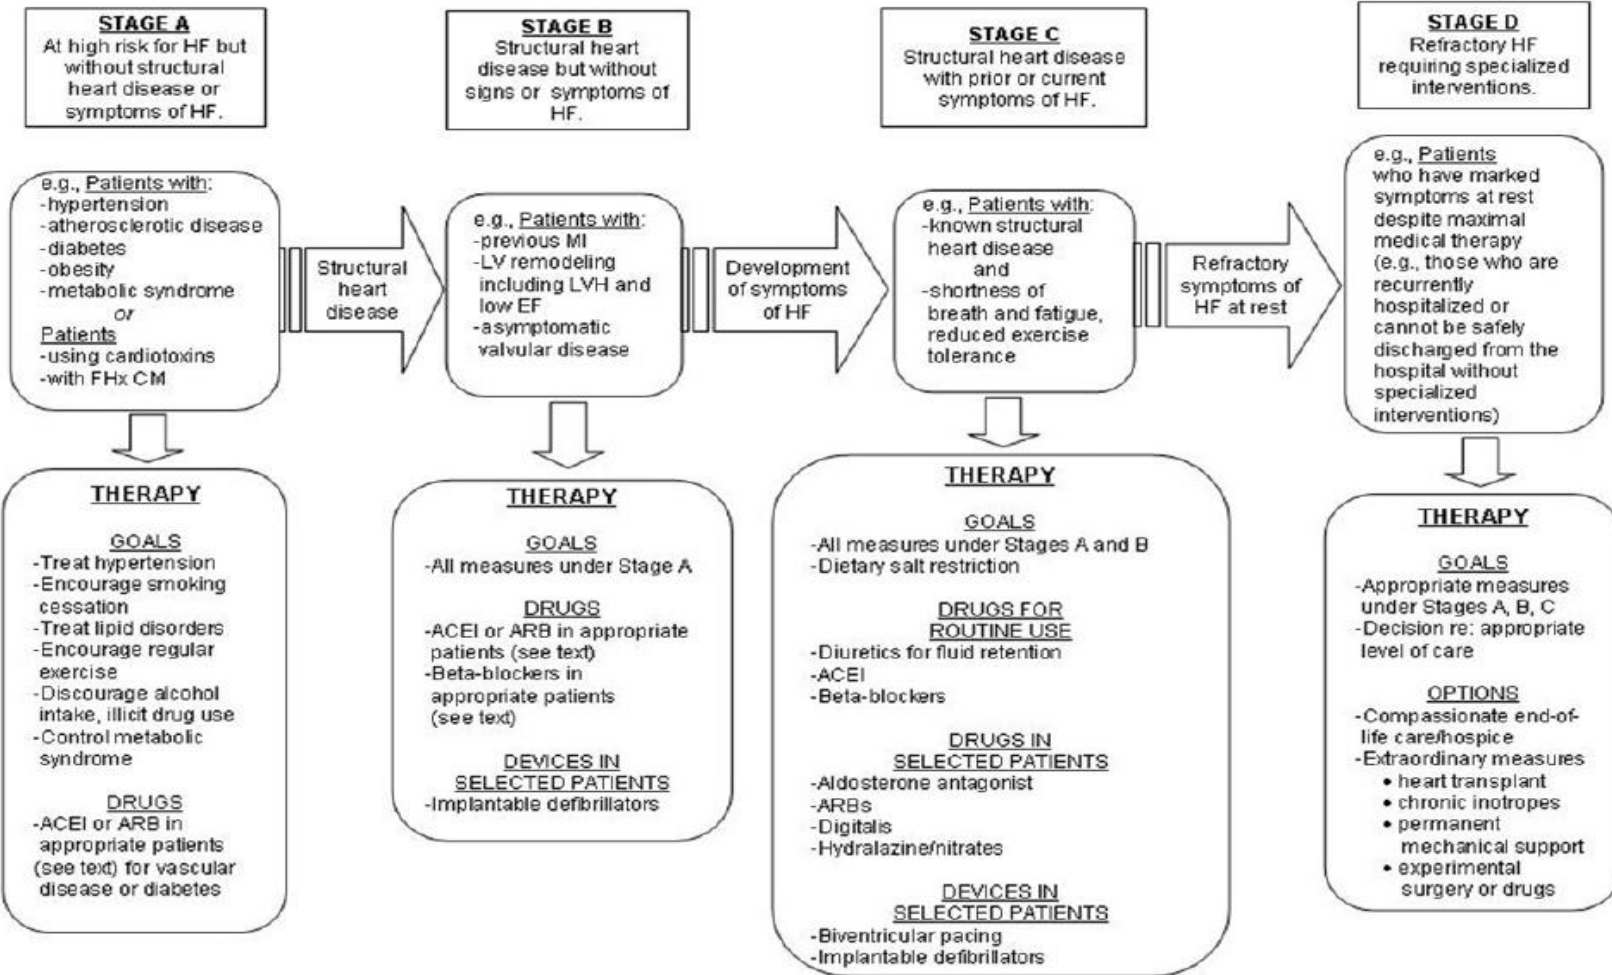 STAGE A
At high risk for HF but
without structural
heart disease or
symptoms of HF.
STAGE B
Structural heart
disease but without
signs or symptoms of
HF.
STAGE C
Structural heart disease
with prior or current
symptoms of HF.
STAGE D
Refractory HF
requiring specialized
interventions.
e.g., Patients with:
-hypertension
-atherosclerotic disease
-diabetes
-obesity
-metabolic syndrome
or
Patients
-using cardiotoxins
-with FHx CM
Structural
heart
disease
e.g., Patients with:
-previous MI
-LV remodeling
including LVH and
low EF
-asymptomatic
valvular disease
Development
of symptoms
of HF
e.g., Patients with:
-known structural
heart disease
and
-shortness of
breath and fatigue,
reduced exercise
tolerance
Refractory
symptoms of
HF at rest
e.g., Patients
who have marked
symptoms at rest
despite maximal
medical therapy
(e.g., those who are
recurrently
hospitalized or
cannot be safely
discharged from the
hospital without
specialized
interventions)
THERAPY
GOALS
-Treat hypertension
-Encourage smoking
cessation
-Treat lipid disorders
-Encourage regular
exercise
-Discourage alcohol
intake, illicit drug use
-Control metabolic
syndrome
DRUGS
-ACEI or ARB in
appropriate patients
(see text) for vascular
disease or diabetes
THERAPY
GOALS
-All measures under Stage A
DRUGS
-ACEI or ARB in appropriate
patients (see text)
-Beta-blockers in
appropriate patients
(see text)
DEVICES IN
SELECTED PATIENTS
-Implantable defibrillators
THERAPY
GOALS
-All measures under Stages A and B
-Dietary salt restriction
DRUGS FOR
ROUTINE USE
-Diuretics for fluid retention
-ACEI
-Beta-blockers
DRUGS IN
SELECTED PATIENTS
-Aldosterone antagonist
-ARBs
-Digitalis
-Hydralazine/nitrates
DEVICES IN
SELECTED PATIENTS
-Biventricular pacing
-Implantable defibrillators
THERAPY
GOALS
-Appropriate measures
under Stages A, B, C
-Decision re: appropriate
level of care
OPTIONS
-Compassionate end-of-
life care/hospice
-Extraordinary measures
• heart transplant
• chronic inotropes
• permanent
mechanical support
• experimental
surgery or drugs